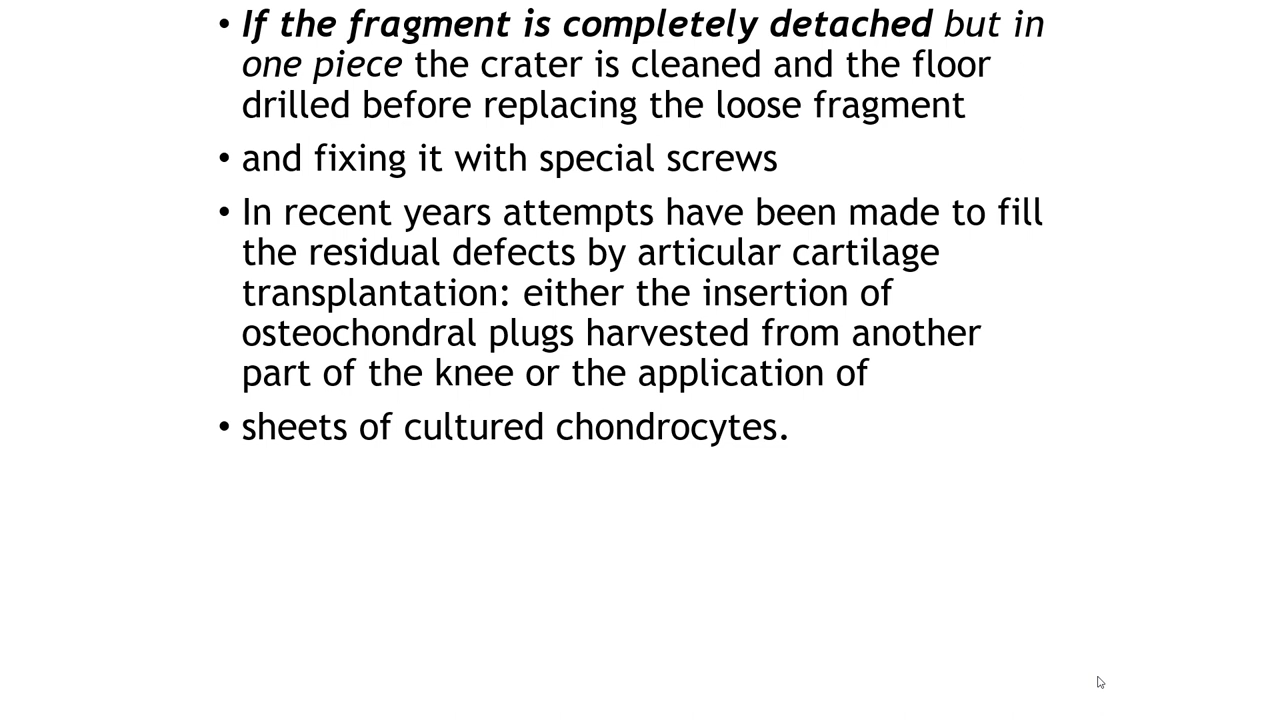 • If the fragment is completely detached but in
one piece the crater is cleaned and the floor
drilled before replacing the loose fragment
• and fixing it with special screws
• In recent years attempts have been made to fill
the residual defects by articular cartilage
transplantation: either the insertion of
osteochondral plugs harvested from another
part of the knee or the application of
• sheets of cultured chondrocytes.